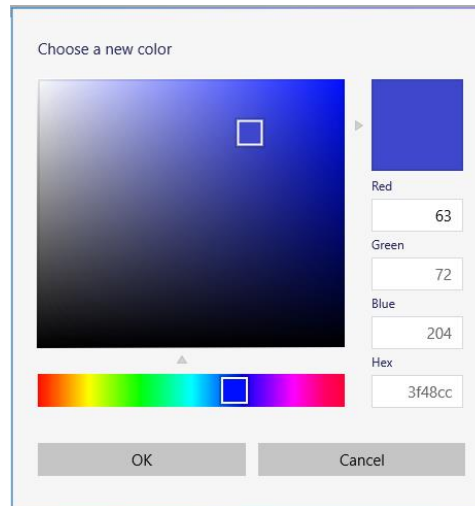 Choose a new color
Red
63
Green
72
Blue
204
Hex
3f48cc
OK
Cancel